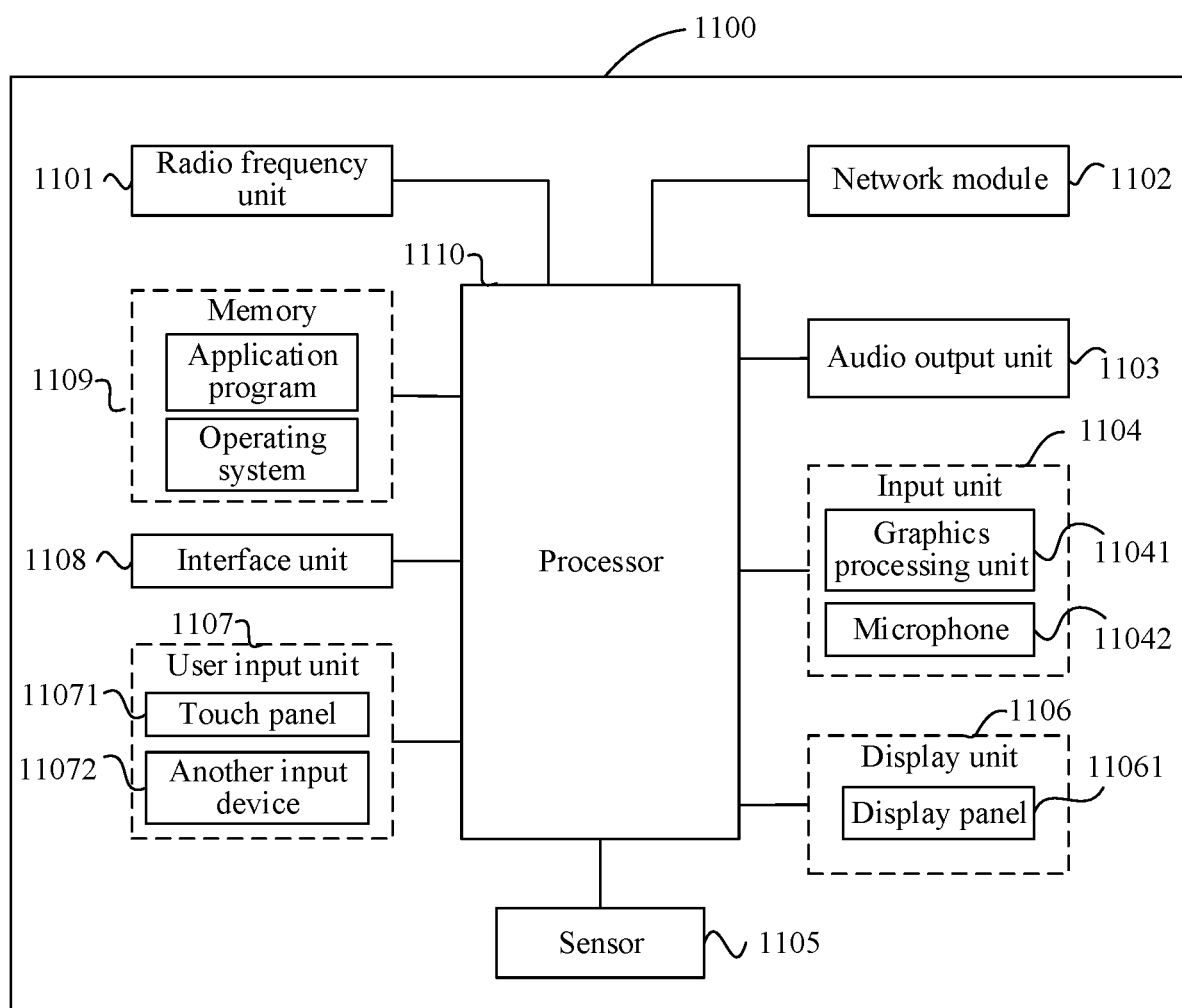 1100
1101
Radio frequency
unit
Network module
1102
1110
Memory
Application
program
Operating
system
1109
Audio output unit
1103
1104
Input unit
Graphics
processing unit
11041
Microphone
11042
1108
Interface unit
Processor
1107
User input unit
11071
Touch panel
11072
Another input
device
1106
Display unit
11061
Display panel
Sensor
1105